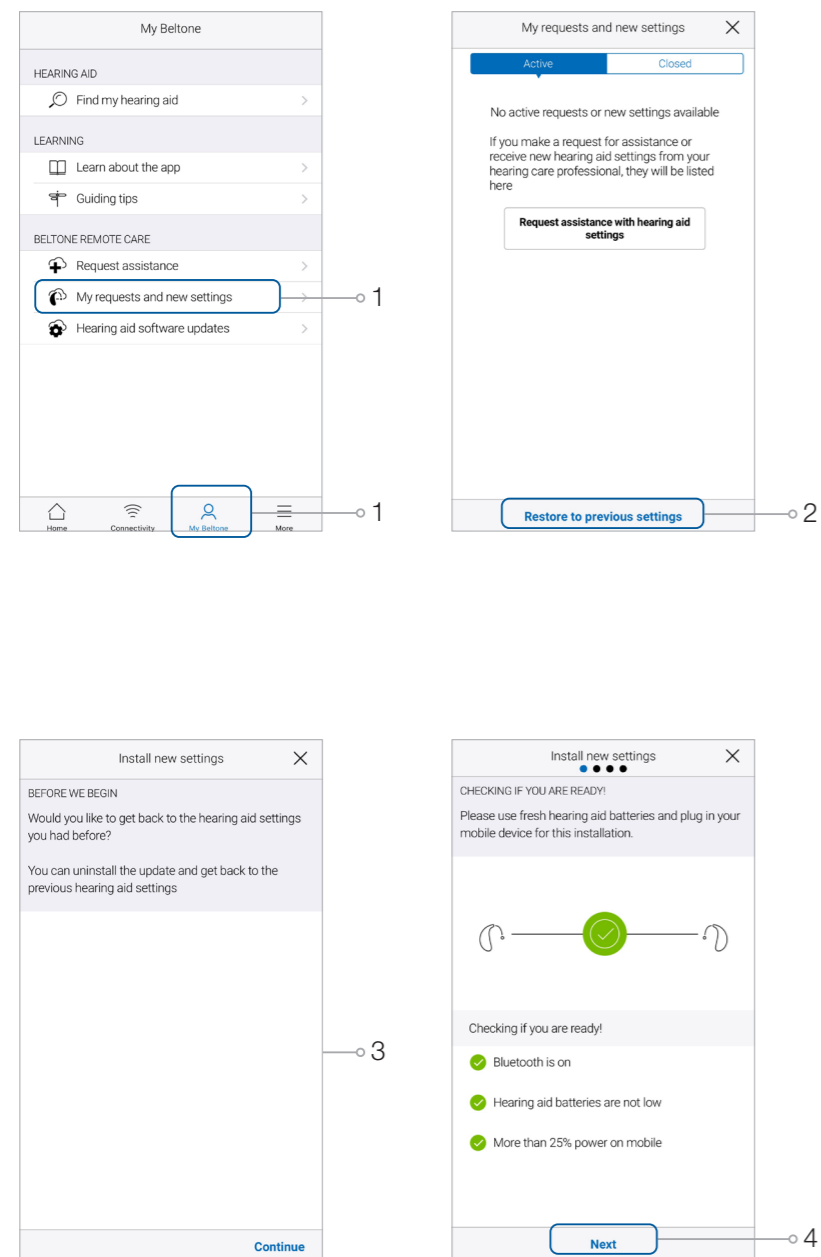 My Beltone
HEARING AID
Find my hearing aid
LEARNING
Learn about the app
Guiding tips
BELTONE REMOTE CARE
Request assistance
My requests and new settings
1
Hearing aid software updates
Home
Connectivity
My Beltone
More
1
My requests and new settings
Active
Closed
No active requests or new settings available
If you make a request for assistance or
receive new hearing aid settings from your
hearing care professional, they will be listed
here
Request assistance with hearing aid
settings
Restore to previous settings
2
Install new settings
BEFORE WE BEGIN
Would you like to get back to the hearing aid settings
you had before?
You can uninstall the update and get back to the
previous hearing aid settings
3
Continue
Install new settings
CHECKING IF YOU ARE READY!
Please use fresh hearing aid batteries and plug in your
mobile device for this installation.
Checking if you are ready!
Bluetooth is on
Hearing aid batteries are not low
More than 25% power on mobile
Next
4